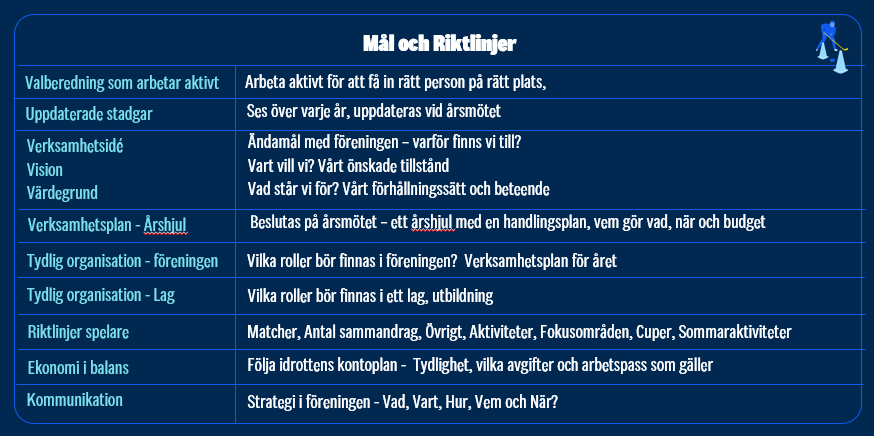 Mål och Riktlinjer
Valberedning som arbetar aktivt
Arbeta aktivt för att få in rätt person på rätt plats,
Uppdaterade stadgar
Ses över varje år, uppdateras vid årsmötet
Verksamhetsidé
Ändamål med föreningen – varför finns vi till?
Vision
Vart vill vi? Vårt önskade tillstånd
Värdegrund
Vad står vi för? Vårt förhållningssätt och beteende
Verksamhetsplan - Årshjul
Beslutas på årsmötet – ett årshjul med en handlingsplan, vem gör vad, när och budget
Tydlig organisation - föreningen
Vilka roller bör finnas i föreningen? Verksamhetsplan för året
Tydlig organisation - Lag
Vilka roller bör finnas i ett lag, utbildning
Riktlinjer spelare
Matcher, Antal sammandrag, Övrigt, Aktiviteter, Fokusområden, Cuper, Sommaraktiviteter
Ekonomi i balans
Följa idrottens kontoplan - Tydlighet, vilka avgifter och arbetspass som gäller
Kommunikation
Strategi i föreningen - Vad, Vart, Hur, Vem och När?